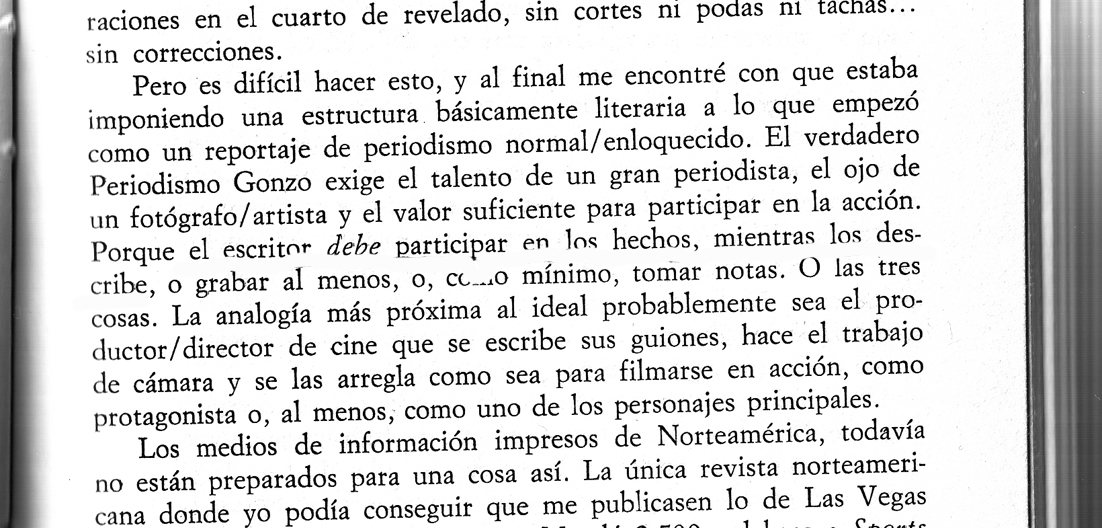 raciones en el cuarto de revelado, sin cortes ni podas ni tachas...
sin correcciones.
Pero es difícil hacer esto, y al final me encontré con que estaba
imponiendo una estructura básicamente literaria a lo que empezó
como un reportaje de periodismo normal/enloquecido. El verdadero
Periodismo Gonzo exige el talento de un gran periodista, el ojo de
un fotógrafo/artista y el valor suficiente para participar en la acción.
Porque el escritor debe participar en los hechos, mientras los des-
cribe, o grabar al menos, o, como mínimo, tomar notas. O las tres
cosas. La analogía más próxima al ideal probablemente sea el pro-
ductor/director de cine que se escribe sus guiones, hace el trabajo
de cámara y se las arregla como sea para filmarse en acción, como
protagonista o, al menos, como uno de los personajes principales.
Los medios de información impresos de Norteamérica, todavía
no están preparados para una cosa así. La única revista norteameri-
cana donde yo podía conseguir que me publicasen lo de Las Vegas
Sports